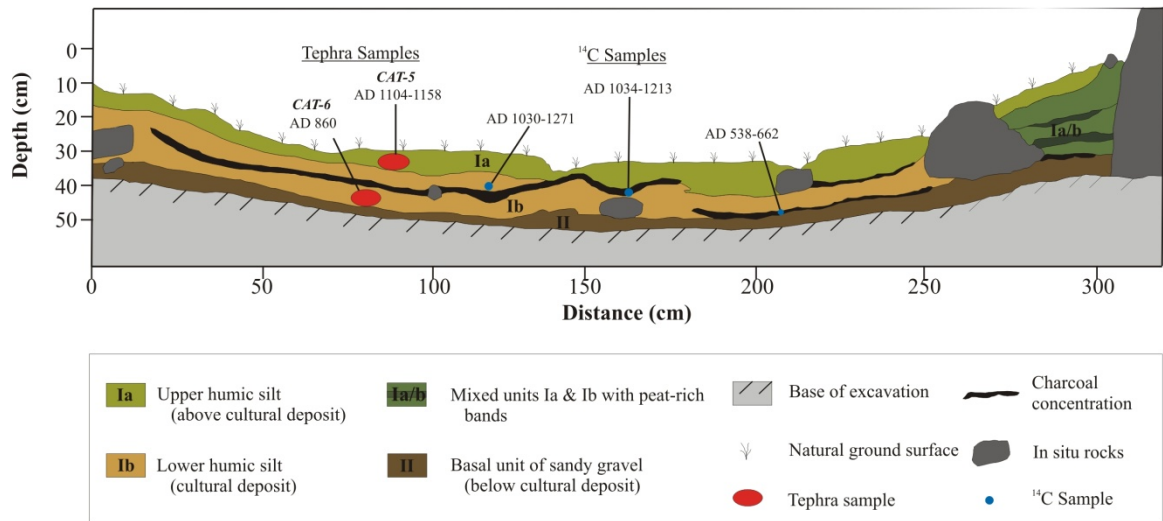 Tephra Samples
¹⁴C Samples
CAT-5
AD 1104-1158
AD 1034-1213
CAT-6
AD 860
AD 1030-1271
AD 538-662
0
10
20
30
40
50
Depth (cm)
Ia
Ib
II
Ia/b
0 50 100 150 200 250 300
Distance (cm)
Ia Upper humic silt
(above cultural deposit)
Ib Lower humic silt
(cultural deposit)
Ia/b Mixed units Ia & Ib with peat-rich
bands
II Basal unit of sandy gravel
(below cultural deposit)
Base of excavation
Natural ground surface
Tephra sample
Charcoal
concentration
In situ rocks
¹⁴C Sample